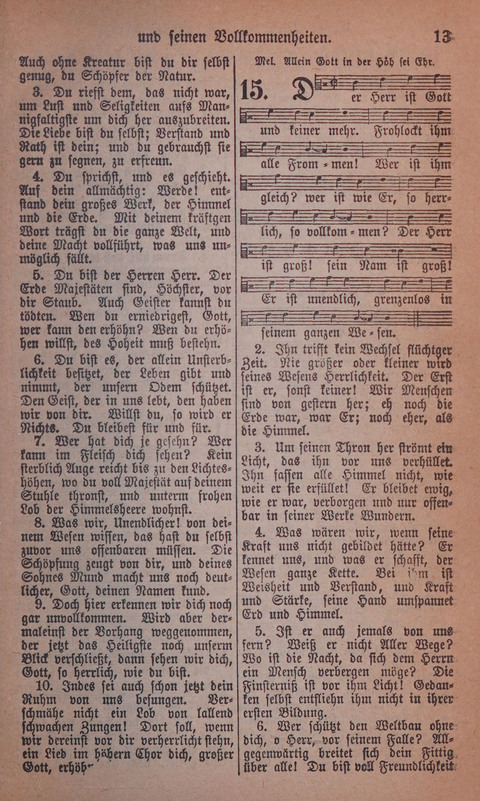 und seinen Vollkommenheiten. 13
Auch ohne Kreatur bist du dir selbst
genug, du Schöpfer der Natur.
3. Du riefst dem, das nicht war,
um Lust und Seligkeiten aufs Man-
nigfaltigste um dich her auszubreiten.
Die Liebe bist du selbst; Verstand und
Rath ist dein; und du gebrauchst sie
gern zu segnen, zu erfreun.
4. Du sprichst, und es geschieht.
Auf dein allmächtig: Werde! ent-
stand dein großes Werk, der Himmel
und die Erde. Mit deinem kräftgen
Wort trägst du die ganze Welt, und
deine Macht vollführt, was uns un-
möglich fällt.
5. Du bist der Herren Herr. Der
Erde Majestäten sind, Höchster, vor
dir Staub. Auch Geister kannst du
tödten. Wen du erniedrigest, Gott,
wer kann den erhöhn? Wen du erhö-
hen willst, des Hoheit muß bestehn.
6. Du bist es, der allein Unsterb-
lichkeit besitzet, der Leben gibt und
nimmt, der unsern Odem schützet.
Den Geist, der in uns lebt, den haben
wir von dir. Willst du, so wird er
Nichts. Du bleibest für und für.
7. Wer hat dich je gesehn? Wer
kann im Fleisch dich sehen? Kein
sterblich Auge reicht bis zu den Lichtes-
höhen, wo du voll Majestät auf deinem
Stuhle thronst, und unterm frohen
Lob der Himmelsheere wohnst.
8. Was wir, Unendlicher! von dei-
nem Wesen wissen, das hast du selbst
zuvor uns offenbaren müssen. Die
Schöpfung zeugt von dir, und deines
Sohnes Mund macht uns noch deut-
licher, Gott, deinen Namen kund.
9. Doch hier erkennen wir dich noch
gar unvollkommen. Wird aber der-
maleinst der Vorhang weggenommen,
der jetzt das Heiligste noch unserm
Blick verschließt, dann sehen wir dich,
Gott, so herrlich, wie du bist.
10. Indes sei auch schon jetzt dein
Ruhm von uns besungen. Ver-
schmähe nicht ein Lob von lallend
schwachen Zungen! Dort soll, wenn
wir dereinst vor dir verherrlicht stehn,
ein Lied im höhern Chor dich, großer
Gott, erhöh-
Mel. Allein Gott in der Höh sei Ehr.
15. Der Herr ist Gott
und keiner mehr. Frohlockt ihm
alle From-men! Wer ist ihm
gleich? wer ist wie Er, so herr-
lich, so vollkom-men? Der Herr
ist groß! sein Nam ist groß!
Er ist unendlich, grenzenlos in
seinem ganzen We-sen.
2. Ihn trifft kein Wechsel flüchtger
Zeit. Nie größer oder kleiner wird
seines Wesens Herrlichkeit. Der Erst
ist er, sonst keiner! Wir Menschen
sind von gestern her; eh noch die
Erde war, war Er; noch eher, als
die Himmel.
3. Um seinen Thron her strömt ein
Licht, das ihn vor uns verhüllet.
Ihn fassen alle Himmel nicht, wie
weit er sie erfüllet! Er bleibet ewig,
wie er war, verborgen und nur offen-
bar in seiner Werke Wundern.
4. Was wären wir, wenn seine
Kraft uns nicht gebildet hätte? Er
kennet uns, und was er schafft, der
Wesen ganze Kette. Bei ihm ist
Weisheit und Verstand, und Kraft
und Stärke, seine Hand umspannet
Erd und Himmel.
5. Ist er auch jemals von uns
fern? Weiß er nicht Aller Wege?
Wo ist die Nacht, da sich dem Herrn
ein Mensch verbergen möge? Die
Finsterniß ist vor ihm Licht! Gedan-
ken selbst entfliehn ihm nicht in ihrer
ersten Bildung.
6. Wer schützt den Weltbau ohne
dich, o Herr, vor seinem Falle? All-
gegenwärtig breitet sich dein Fittig
über alle! Du bist voll Freundlichkeit